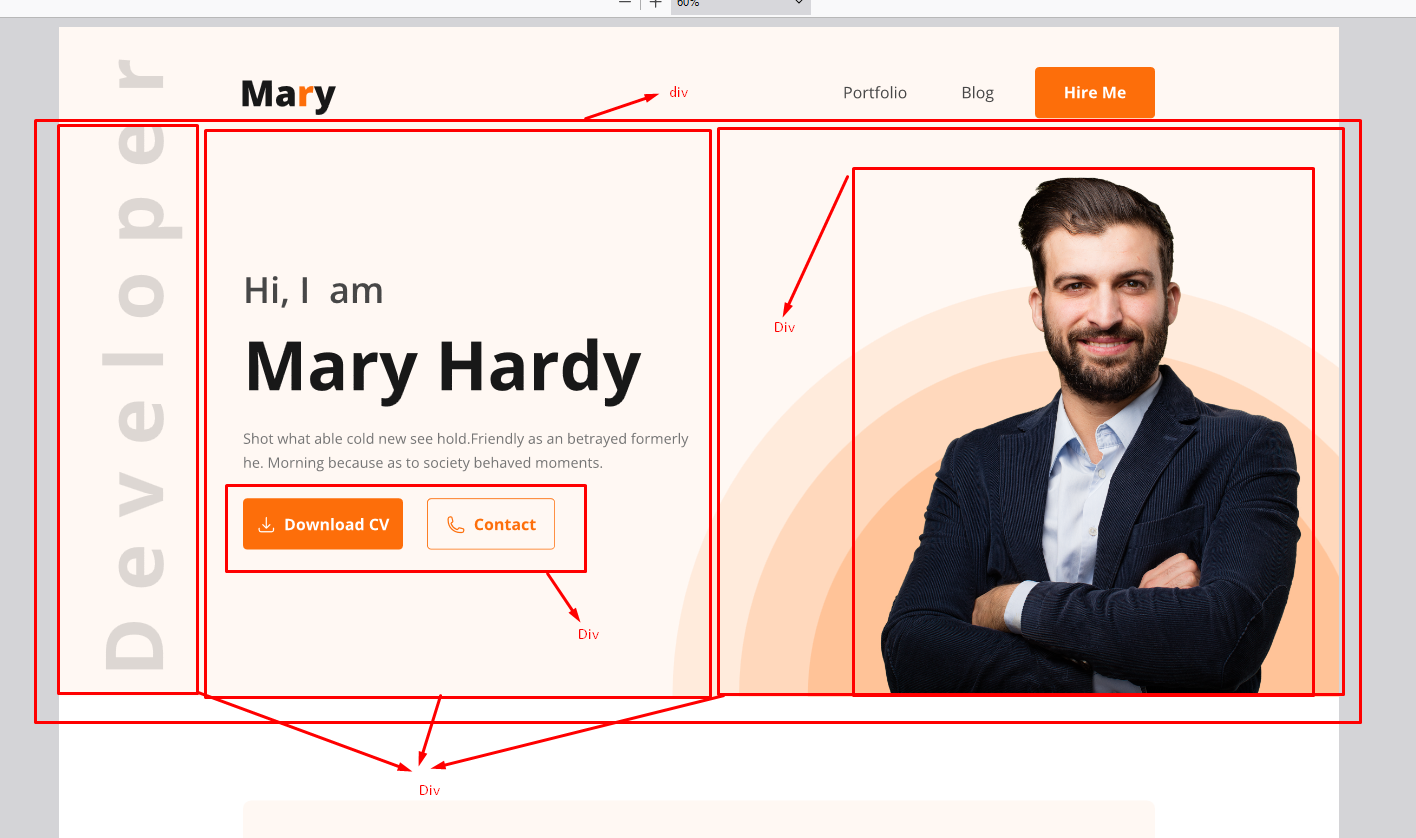 60%
Developer
Mary
div
Portfolio
Blog
Hire Me
Hi, I am
Div
Mary Hardy
Shot what able cold new see hold.Friendly as an betrayed formerly
he. Morning because as to society behaved moments.
Download CV
Contact
Div
Div